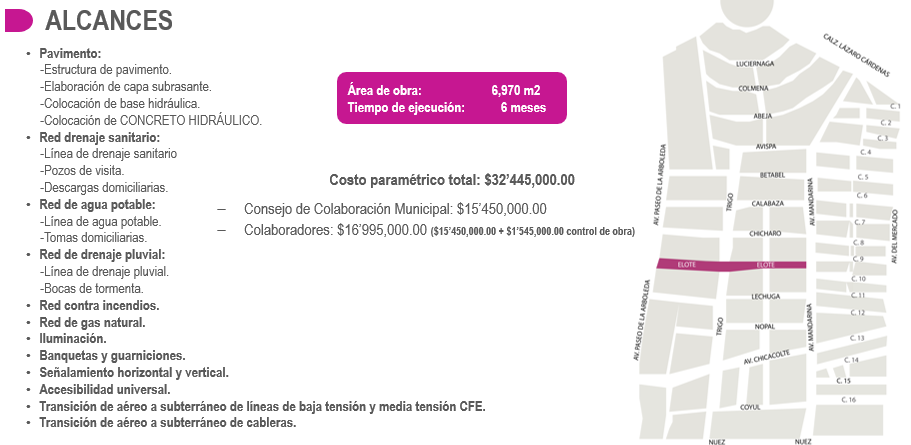 ALCANCES
• Pavimento:
-Estructura de pavimento.
-Elaboración de capa subrasante.
-Colocación de base hidráulica.
-Colocación de CONCRETO HIDRÁULICO.
• Red drenaje sanitario:
-Línea de drenaje sanitario
-Pozos de visita.
-Descargas domiciliarias.
• Red de agua potable:
-Línea de agua potable.
-Tomas domiciliarias.
• Red de drenaje pluvial:
-Línea de drenaje pluvial.
-Bocas de tormenta.
• Red contra incendios.
• Red de gas natural.
• Iluminación.
• Banquetas y guarniciones.
• Señalamiento horizontal y vertical.
• Accesibilidad universal.
• Transición de aéreo a subterráneo de líneas de baja tensión y media tensión CFE.
• Transición de aéreo a subterráneo de cableras.
Área de obra: 6,970 m2
Tiempo de ejecución: 6 meses
Costo paramétrico total: $32'445,000.00
– Consejo de Colaboración Municipal: $15'450,000.00
– Colaboradores: $16'995,000.00 ($15'450,000.00 + $1'545,000.00 control de obra)
CALZ. LÁZARO CÁRDENAS
LUCIERNAGA
COLMENA
ABEJA
AVISPA
BETABEL
CALABAZA
CHICHARO
ELOTE
ELOTE
LECHUGA
NOPAL
AV. CHICACOLTE
COYUL
NUEZ
NUEZ
AV. PASEO DE LA ARBOLEDA
AV. PASEO DE LA ARBOLEDA
TRIGO
TRIGO
AV. MANDARINA
AV. MANDARINA
AV. DEL MERCADO
C. 1
C. 2
C. 3
C. 4
C. 5
C. 6
C. 7
C. 8
C. 9
C. 10
C. 11
C. 12
C. 13
C. 14
C. 15
C. 16